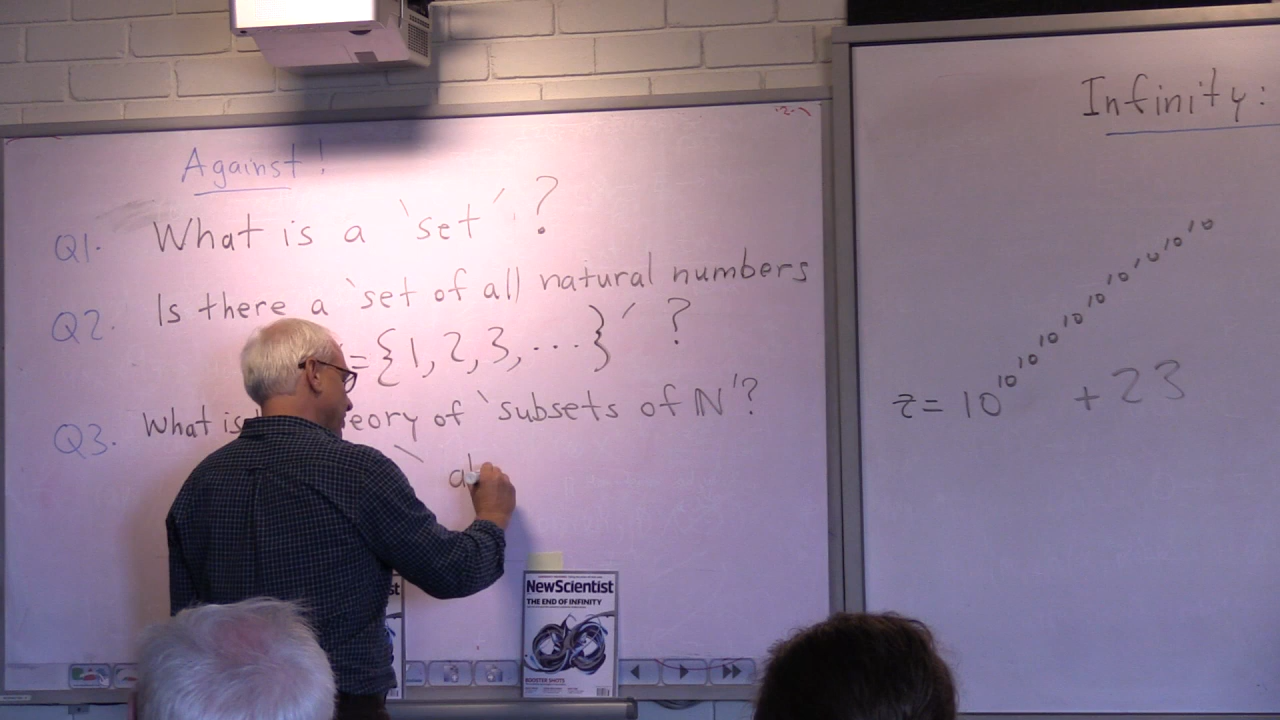 Against!
Q1. What is a 'set'?
Q2. Is there a 'set of all natural numbers
={1,2,3,...}' ?
Q3. What is eory of 'subsets of ℕ'?
NewScientist
THE END OF INFINITY
BOOSTER SHOTS
Infinity:
z= 10^10^10^10^10^10^10^10^10^10 + 23